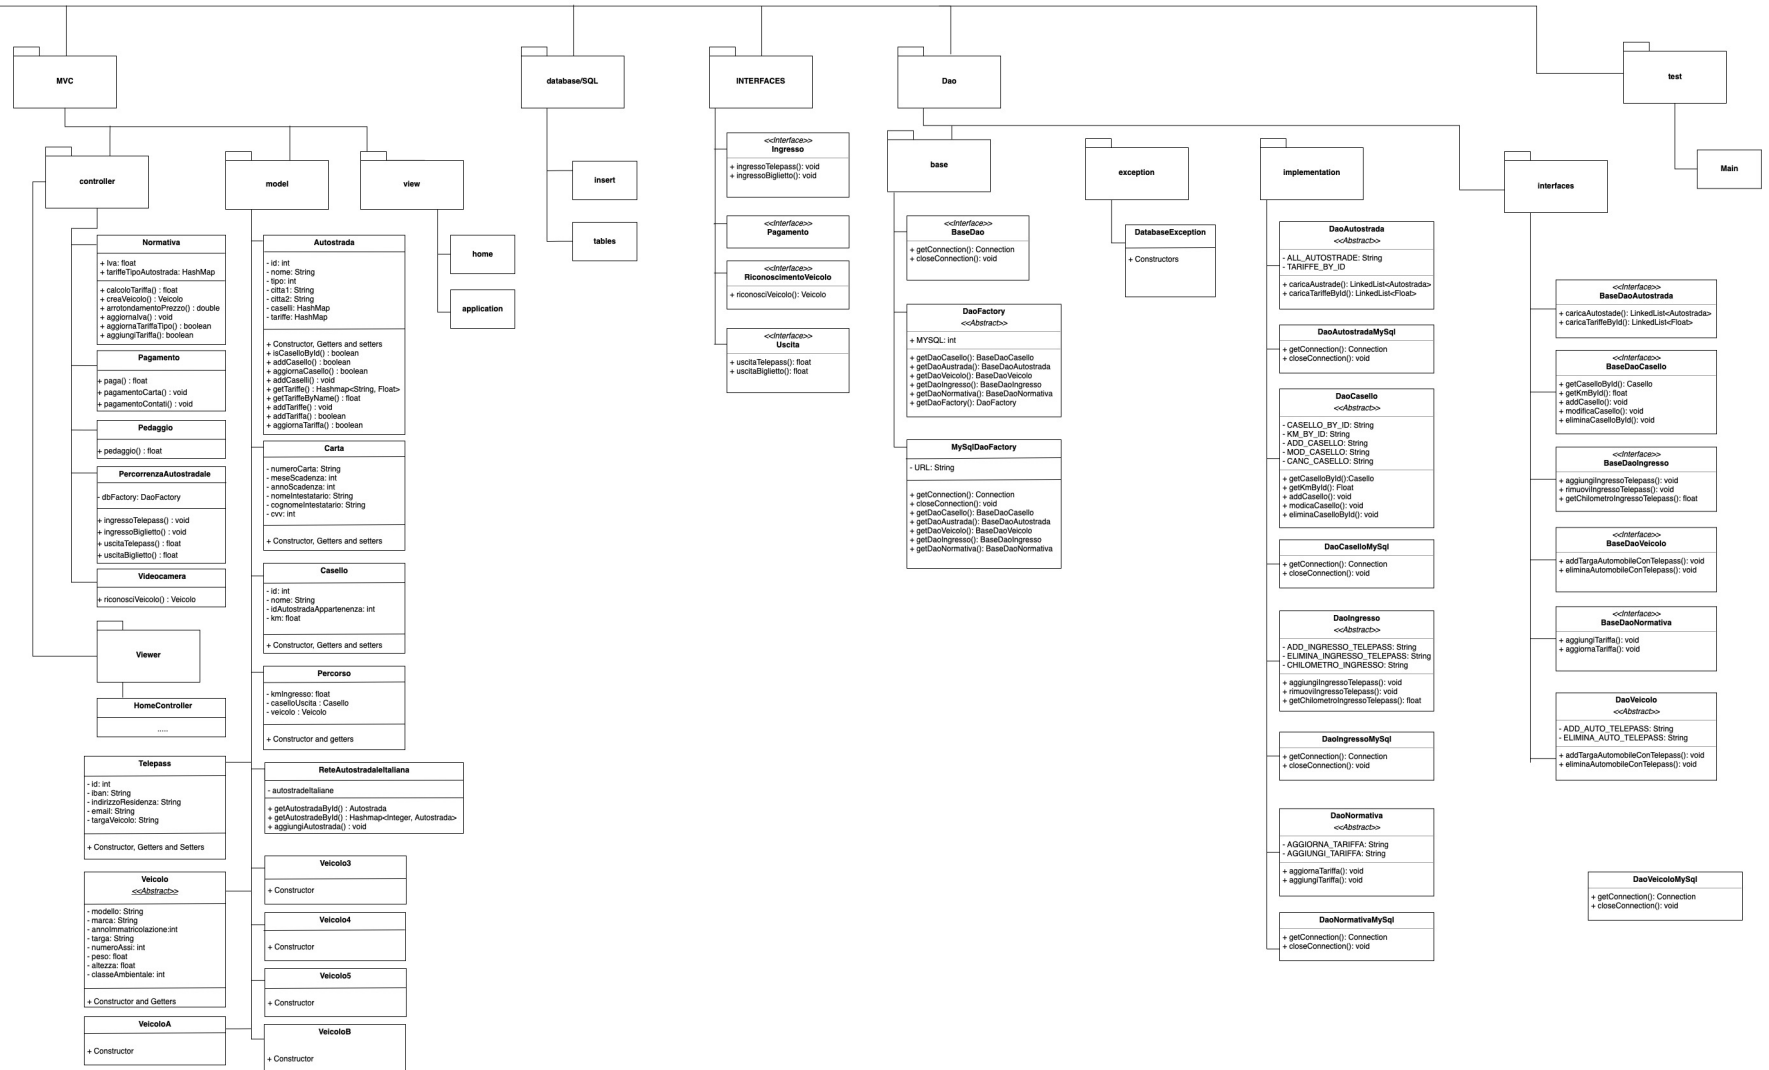 MVC
database/SQL
INTERFACES
Dao
test
controller
model
view
insert
tables
home
application
Normativa
+ Iva: float
+ tariffeTipoAutostrada: HashMap
+ calcoloTariffa() : float
+ creaVeicolo() : Veicolo
+ arrotondamentoPrezzo() : double
+ aggiornaIva() : void
+ aggiornaTariffaTipo() : boolean
+ aggiungiTariffa(): boolean
Pagamento
+ paga() : float
+ pagamentoCarta() : void
+ pagamentoContati() : void
Pedaggio
+ pedaggio() : float
PercorrenzaAutostradale
- dbFactory: DaoFactory
+ ingressoTelepass() : void
+ ingressoBiglietto() : void
+ uscitaTelepass() : float
+ uscitaBiglietto() : float
Videocamera
+ riconosciVeicolo() : Veicolo
Viewer
HomeController
.....
Telepass
- id: int
- iban: String
- indirizzoResidenza: String
- email: String
- targaVeicolo: String
+ Constructor, Getters and Setters
Veicolo
<<Abstract>>
- modello: String
- marca: String
- annoImmatricolazione:int
- targa: String
- numeroAssi: int
- peso: float
- altezza: float
- classeAmbientale: int
+ Constructor and Getters
VeicoloA
+ Constructor
Autostrada
- id: int
- nome: String
- tipo: int
- citta1: String
- citta2: String
- caselli: HashMap
- tariffe: HashMap
+ Constructor, Getters and setters
+ isCaselloById() : boolean
+ addCasello() : boolean
+ aggiornaCasello() : boolean
+ addCaselli() : void
+ getTariffe() : Hashmap<String, Float>
+ getTariffeByName() : float
+ addTariffe() : void
+ addTariffa() : boolean
+ aggiornaTariffa() : boolean
Carta
- numeroCarta: String
- meseScadenza: int
- annoScadenza: int
- nomeIntestatario: String
- cognomeIntestatario: String
- cvv: int
+ Constructor, Getters and setters
Casello
- id: int
- nome: String
- idAutostradaAppartenenza: int
- km: float
+ Constructor, Getters and setters
Percorso
- kmIngresso: float
- caselloUscita : Casello
- veicolo : Veicolo
+ Constructor and getters
ReteAutostradaleItaliana
- autostradeItaliane
+ getAutostradaById() : Autostrada
+ getAutostradeById() : Hashmap<Integer, Autostrada>
+ aggiungiAutostrada() : void
Veicolo3
+ Constructor
Veicolo4
+ Constructor
Veicolo5
+ Constructor
VeicoloB
+ Constructor
<<Interface>>
Ingresso
+ ingressoTelepass(): void
+ ingressoBiglietto(): void
<<Interface>>
Pagamento
<<Interface>>
RiconoscimentoVeicolo
+ riconosciVeicolo(): Veicolo
<<Interface>>
Uscita
+ uscitaTelepass(): float
+ uscitaBiglietto(): float
base
exception
implementation
interfaces
Main
<<Interface>>
BaseDao
+ getConnection(): Connection
+ closeConnection(): void
DaoFactory
<<Abstract>>
+ MYSQL: int
+ getDaoCasello(): BaseDaoCasello
+ getDaoAustrada(): BaseDaoAutostrada
+ getDaoVeicolo(): BaseDaoVeicolo
+ getDaoIngresso(): BaseDaoIngresso
+ getDaoNormativa(): BaseDaoNormativa
+ getDaoFactory(): DaoFactory
MySqlDaoFactory
- URL: String
+ getConnection(): Connection
+ closeConnection(): void
+ getDaoCasello(): BaseDaoCasello
+ getDaoAustrada(): BaseDaoAutostrada
+ getDaoVeicolo(): BaseDaoVeicolo
+ getDaoIngresso(): BaseDaoIngresso
+ getDaoNormativa(): BaseDaoNormativa
DatabaseException
+ Constructors
DaoAutostrada
<<Abstract>>
- ALL_AUTOSTRADE: String
- TARIFFE_BY_ID
+ caricaAustrade(): LinkedList<Autostrada>
+ caricaTariffeById(): LinkedList<Float>
DaoAutostradaMySql
+ getConnection(): Connection
+ closeConnection(): void
DaoCasello
<<Abstract>>
- CASELLO_BY_ID: String
- KM_BY_ID: String
- ADD_CASELLO: String
- MOD_CASELLO: String
- CANC_CASELLO: String
+ getCaselloById():Casello
+ getKmById(): Float
+ addCasello(): void
+ modicaCasello(): void
+ eliminaCaselloById(): void
DaoCaselloMySql
+ getConnection(): Connection
+ closeConnection(): void
DaoIngresso
<<Abstract>>
- ADD_INGRESSO_TELEPASS: String
- ELIMINA_INGRESSO_TELEPASS: String
- CHILOMETRO_INGRESSO: String
+ aggiungiIngressoTelepass(): void
+ rimuoviIngressoTelepass(): void
+ getChilometroIngressoTelepass(): float
DaoIngressoMySql
+ getConnection(): Connection
+ closeConnection(): void
DaoNormativa
<<Abstract>>
- AGGIORNA_TARIFFA: String
- AGGIUNGI_TARIFFA: String
+ aggiornaTariffa(): void
+ aggiungiTariffa(): void
DaoNormativaMySql
+ getConnection(): Connection
+ closeConnection(): void
<<Interface>>
BaseDaoAutostrada
+ caricaAutostade(): LinkedList<Autostrada>
+ caricaTariffeById(): LinkedList<Float>
<<Interface>>
BaseDaoCasello
+ getCaselloById(): Casello
+ getKmById(): float
+ addCasello(): void
+ modificaCasello(): void
+ eliminaCaselloById(): void
<<Interface>>
BaseDaoIngresso
+ aggiungiIngressoTelepass(): void
+ rimuoviIngressoTelepass(): void
+ getChilometroIngressoTelepass(): float
<<Interface>>
BaseDaoVeicolo
+ addTargaAutomobileConTelepass(): void
+ eliminaAutomobileConTelepass(): void
<<Interface>>
BaseDaoNormativa
+ aggiungiTariffa(): void
+ aggiornaTariffa(): void
DaoVeicolo
<<Abstract>>
- ADD_AUTO_TELEPASS: String
- ELIMINA_AUTO_TELEPASS: String
+ addTargaAutomobileConTelepass(): void
+ eliminaAutomobileConTelepass(): void
DaoVeicoloMySql
+ getConnection(): Connection
+ closeConnection(): void